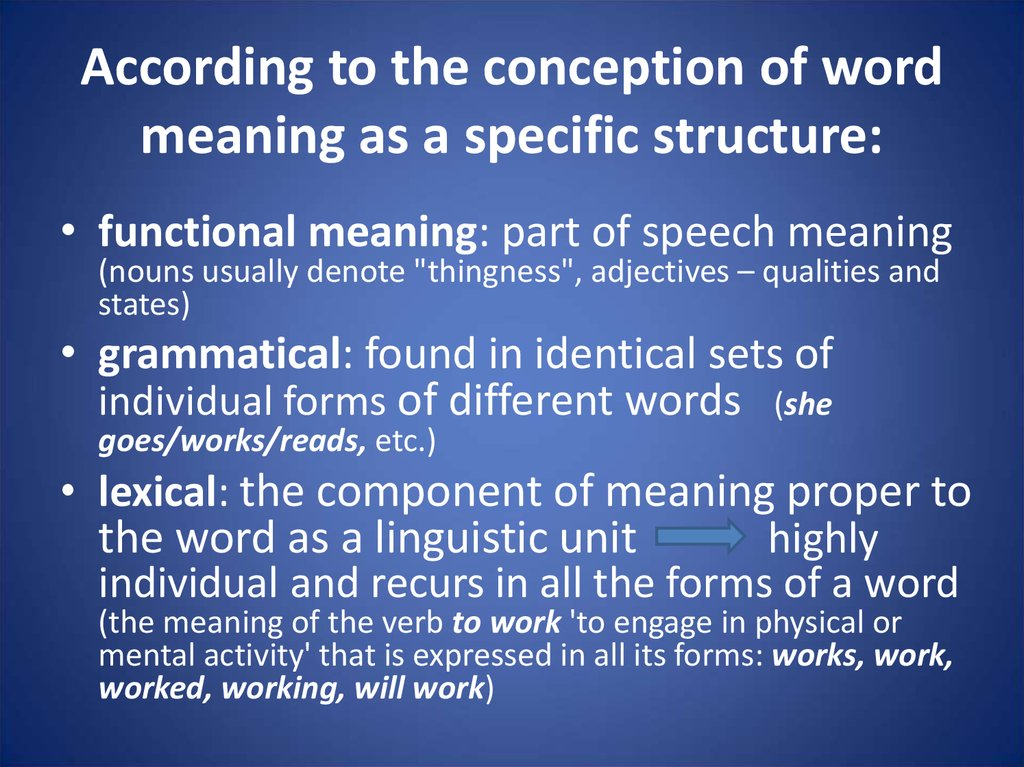 According to the conception of word
meaning as a specific structure:
• functional meaning: part of speech meaning
(nouns usually denote "thingness", adjectives – qualities and
states)
• grammatical: found in identical sets of
individual forms of different words (she
goes/works/reads, etc.)
• lexical: the component of meaning proper to
the word as a linguistic unit highly
individual and recurs in all the forms of a word
(the meaning of the verb to work 'to engage in physical or
mental activity' that is expressed in all its forms: works, work,
worked, working, will work)